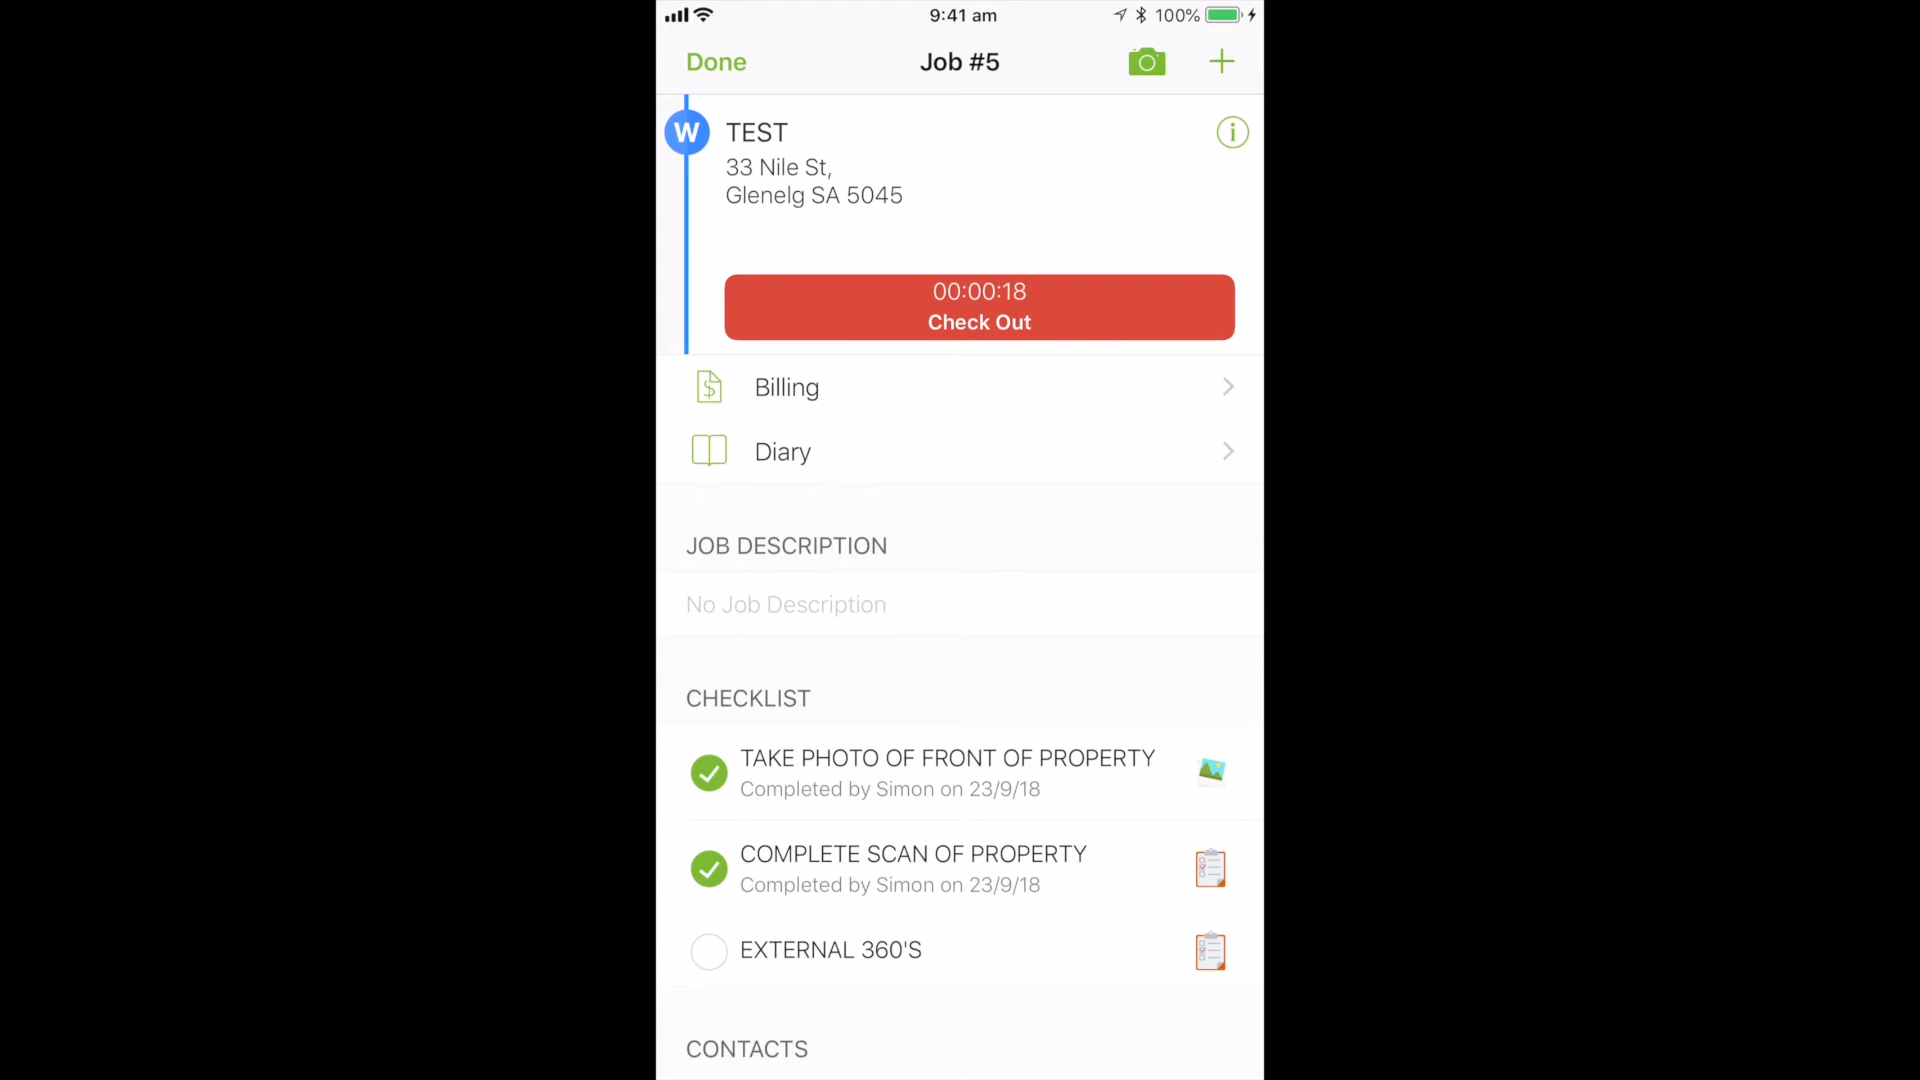 9:41 am
100%
Done
Job #5
W
TEST
33 Nile St,
Glenelg SA 5045
00:00:18
Check Out
Billing
Diary
JOB DESCRIPTION
No Job Description
CHECKLIST
TAKE PHOTO OF FRONT OF PROPERTY
Completed by Simon on 23/9/18
COMPLETE SCAN OF PROPERTY
Completed by Simon on 23/9/18
EXTERNAL 360'S
CONTACTS